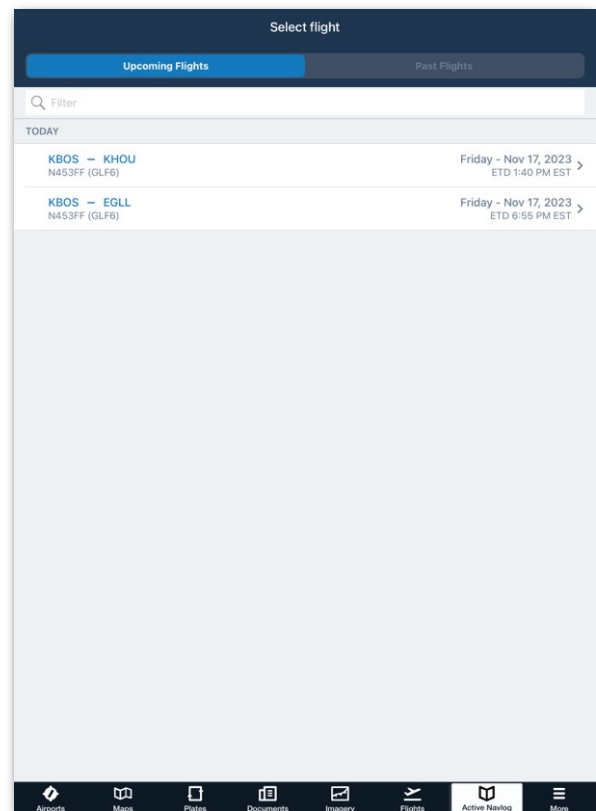 Select flight
Upcoming Flights
Past Flights
Filter
TODAY
KBOS – KHOU
Friday - Nov 17, 2023
N453FF (GLF6)
ETD 1:40 PM EST
KBOS – EGLL
Friday - Nov 17, 2023
N453FF (GLF6)
ETD 6:55 PM EST
Airports
Maps
Plates
Documents
Imagery
Flights
Active Navlog
More